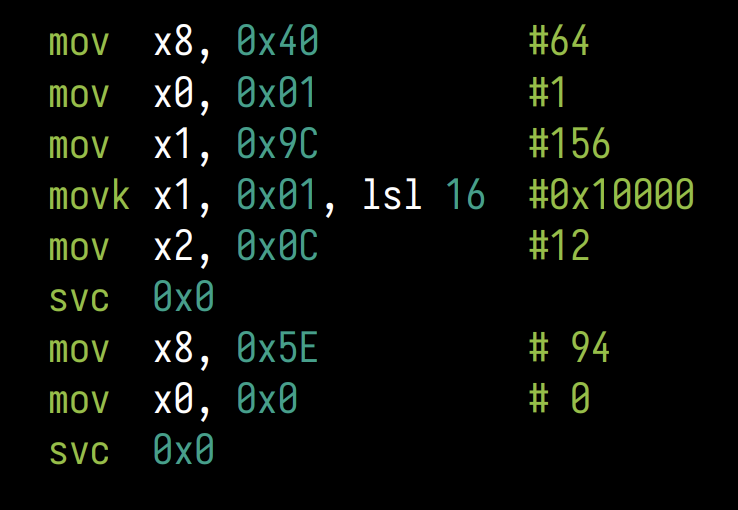 mov x8, 0x40 #64
mov x0, 0x01 #1
mov x1, 0x9C #156
movk x1, 0x01, lsl 16 #0x10000
mov x2, 0x0C #12
svc 0x0
mov x8, 0x5E # 94
mov x0, 0x0 # 0
svc 0x0